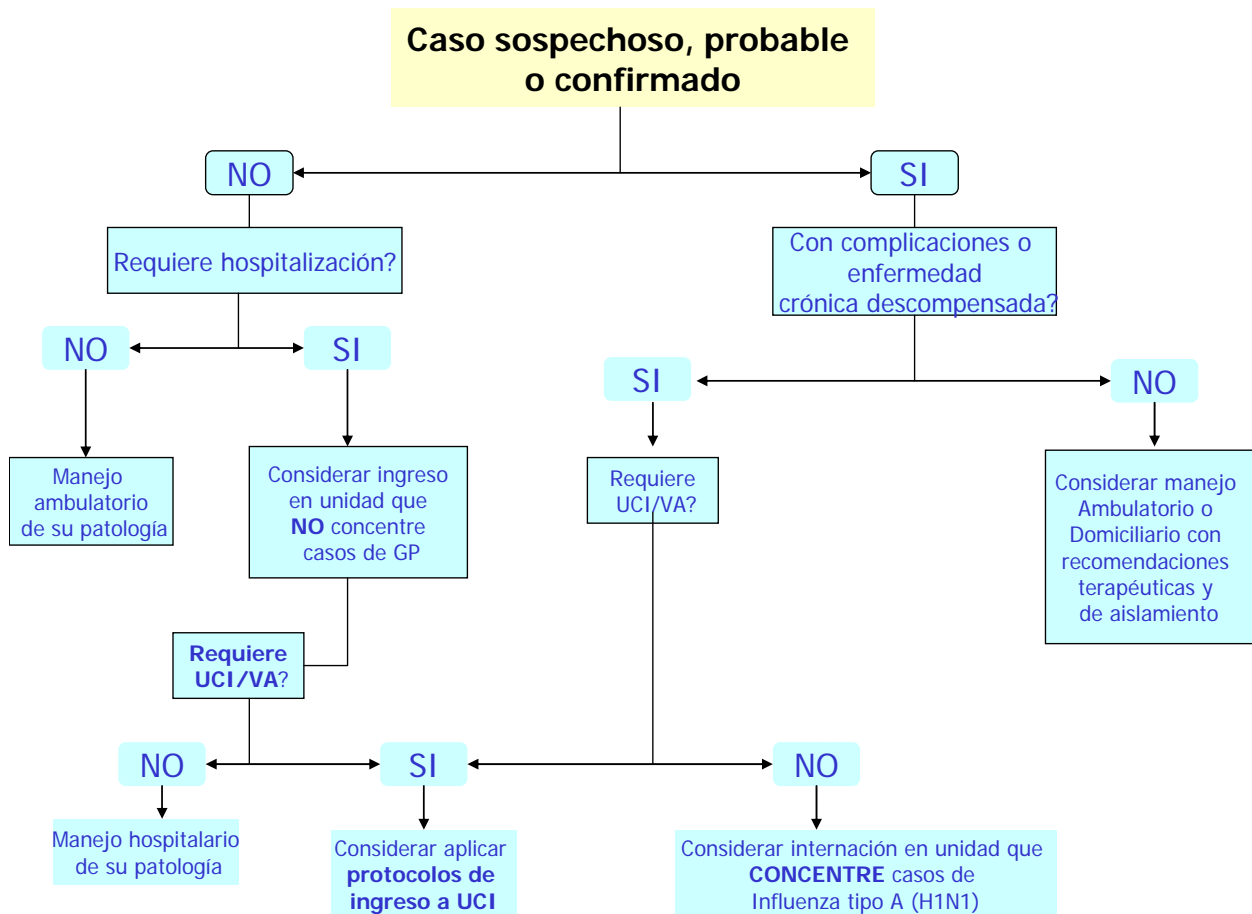 Caso sospechoso, probable
o confirmado
NO
SI
Requiere hospitalización?
Con complicaciones o
enfermedad
crónica descompensada?
NO
SI
SI
NO
Manejo
ambulatorio
de su patología
Considerar ingreso
en unidad que
NO concentre
casos de GP
Requiere
UCI/VA?
Considerar manejo
Ambulatorio o
Domiciliario con
recomendaciones
terapéuticas y
de aislamiento
Requiere
UCI/VA?
NO
SI
NO
Manejo hospitalario
de su patología
Considerar aplicar
protocolos de
ingreso a UCI
Considerar internación en unidad que
CONCENTRE casos de
Influenza tipo A (H1N1)